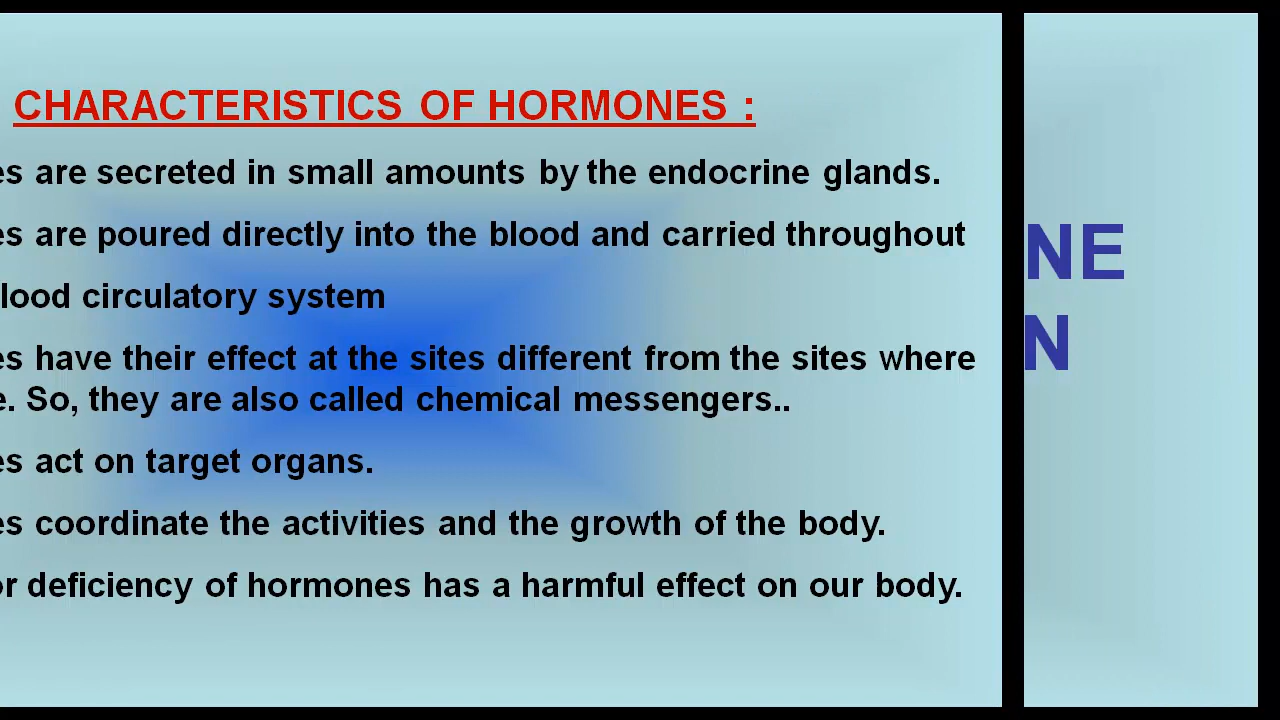 CHARACTERISTICS OF HORMONES :
es are secreted in small amounts by the endocrine glands.
es are poured directly into the blood and carried throughout
lood circulatory system
es have their effect at the sites different from the sites where
e. So, they are also called chemical messengers..
es act on target organs.
es coordinate the activities and the growth of the body.
or deficiency of hormones has a harmful effect on our body.
NE
N